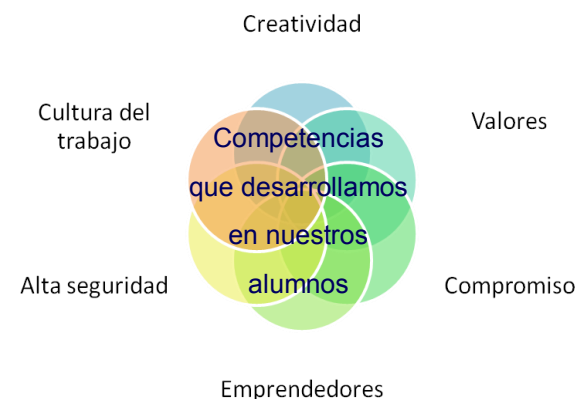 Creatividad
Cultura del
trabajo
Valores
Competencias
que desarrollamos
en nuestros
alumnos
Alta seguridad
Compromiso
Emprendedores